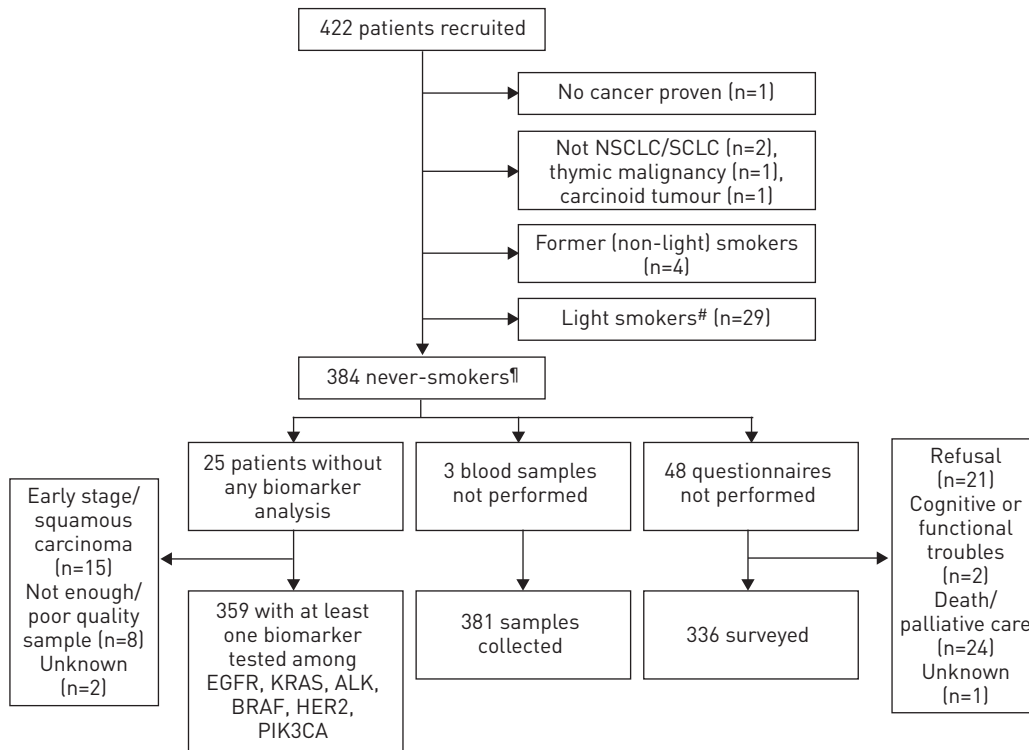 422 patients recruited
No cancer proven (n=1)
Not NSCLC/SCLC (n=2),
thymic malignancy (n=1),
carcinoid tumour (n=1)
Former (non-light) smokers
(n=4)
Light smokers# (n=29)
384 never-smokers¶
25 patients without
any biomarker
analysis
3 blood samples
not performed
48 questionnaires
not performed
Early stage/
squamous
carcinoma
(n=15)
Not enough/
poor quality
sample (n=8)
Unknown
(n=2)
Refusal
(n=21)
Cognitive or
functional
troubles
(n=2)
Death/
palliative care
(n=24)
Unknown
(n=1)
359 with at least
one biomarker
tested among
EGFR, KRAS, ALK,
BRAF, HER2,
PIK3CA
381 samples
collected
336 surveyed